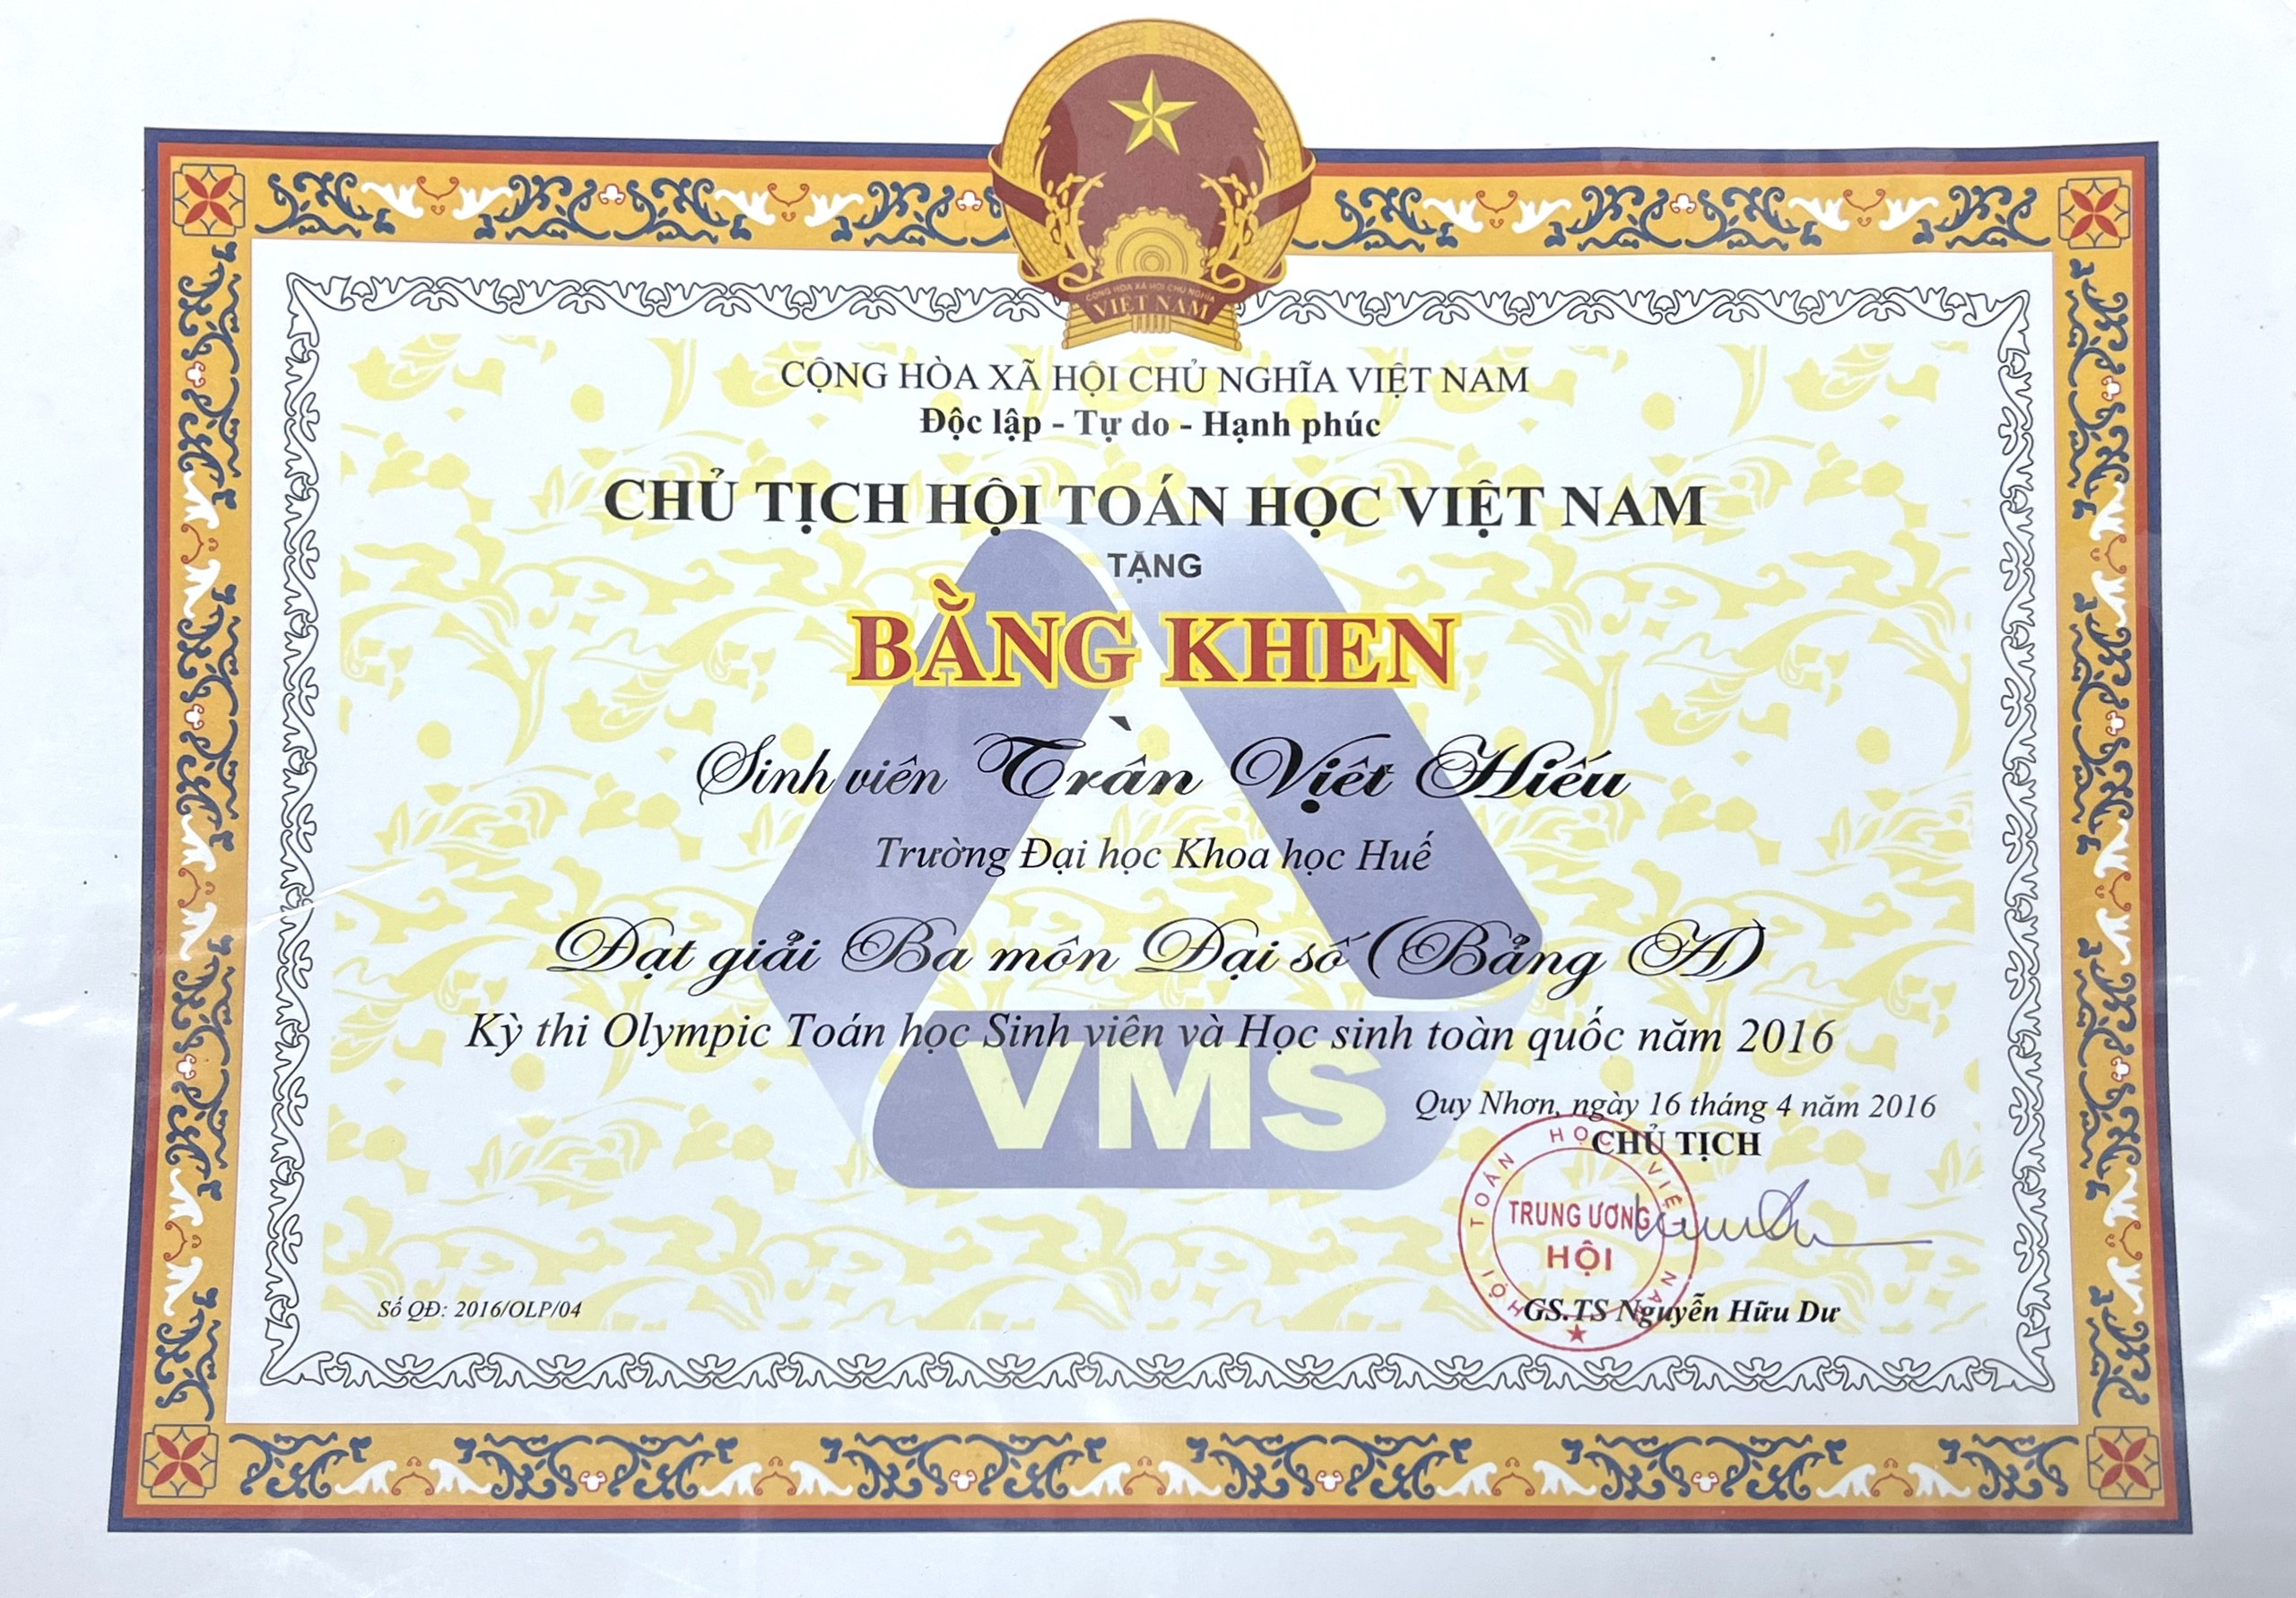 CỘNG HÒA XÃ HỘI CHỦ NGHĨA
VIỆT NAM
CỘNG HÒA XÃ HỘI CHỦ NGHĨA VIỆT NAM
Độc lập - Tự do - Hạnh phúc
CHỦ TỊCH HỘI TOÁN HỌC VIỆT NAM
TẶNG
BẰNG KHEN
Sinh viên Trần Việt Hiếu
Trường Đại học Khoa học Huế
Đạt giải Ba môn Đại số (Bảng A)
Kỳ thi Olympic Toán học Sinh viên và Học sinh toàn quốc năm 2016
VMS
Quy Nhơn, ngày 16 tháng 4 năm 2016
CHỦ TỊCH
HỘI TOÁN HỌC VIỆT NAM
TRUNG ƯƠNG
HỘI
GS.TS Nguyễn Hữu Dư
Số QĐ: 2016/OLP/04